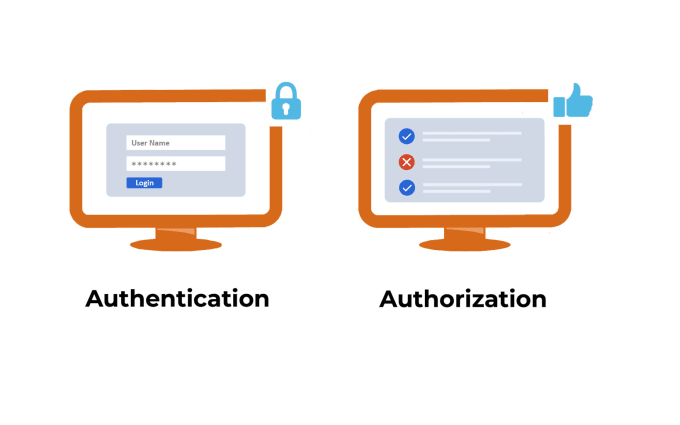 User Name
********
Login
Authentication
Authorization